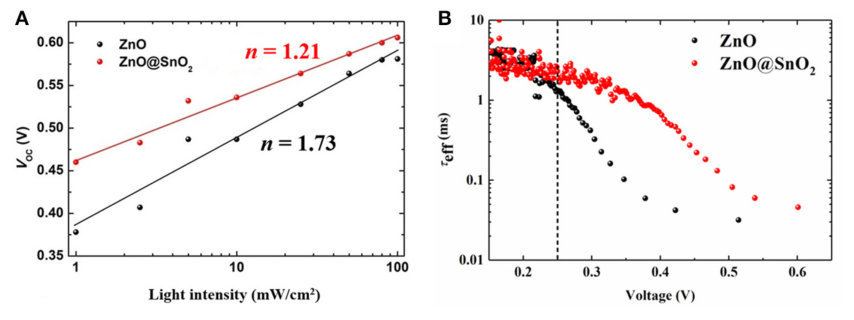 A
ZnO
ZnO@SnO2
n = 1.21
n = 1.73
0.60
0.55
0.50
0.45
0.40
0.35
VOC (V)
1
10
100
Light intensity (mW/cm²)
B
ZnO
ZnO@SnO2
10
1
0.1
0.01
τeff (ms)
0.2
0.3
0.4
0.5
0.6
Voltage (V)